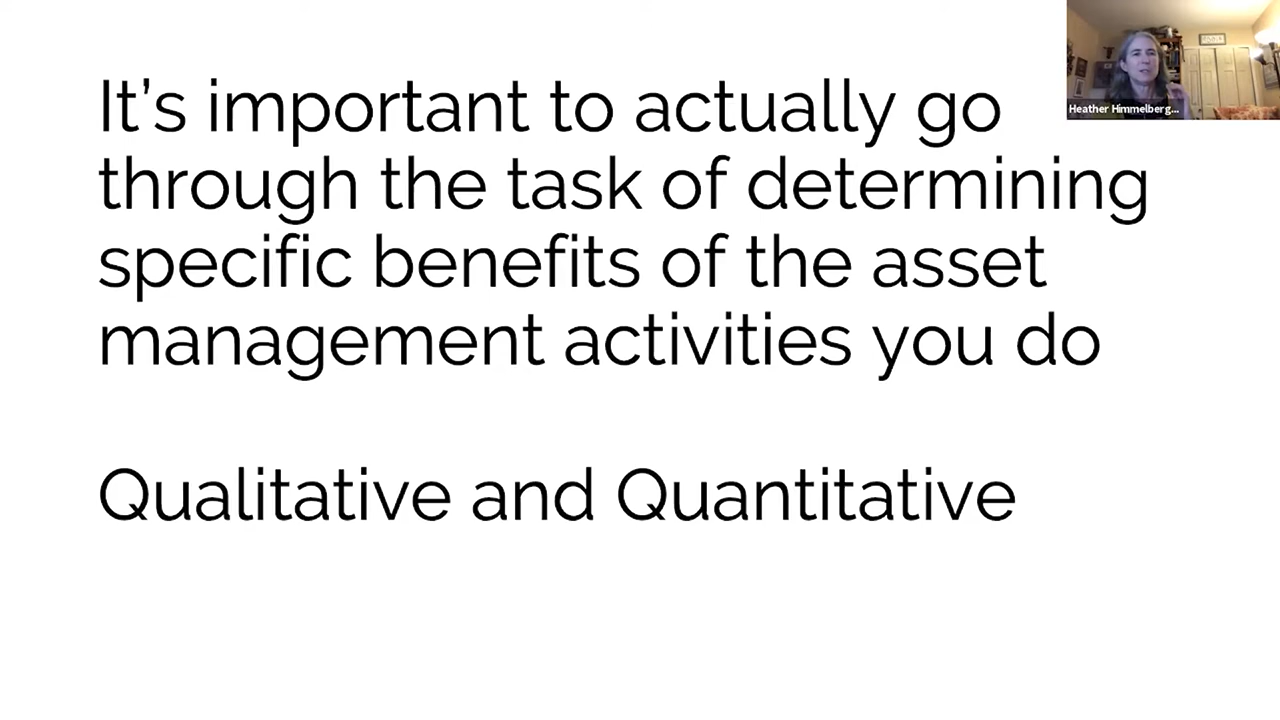 It's important to actually go
through the task of determining
specific benefits of the asset
management activities you do
Qualitative and Quantitative
Heather Himmelberg...